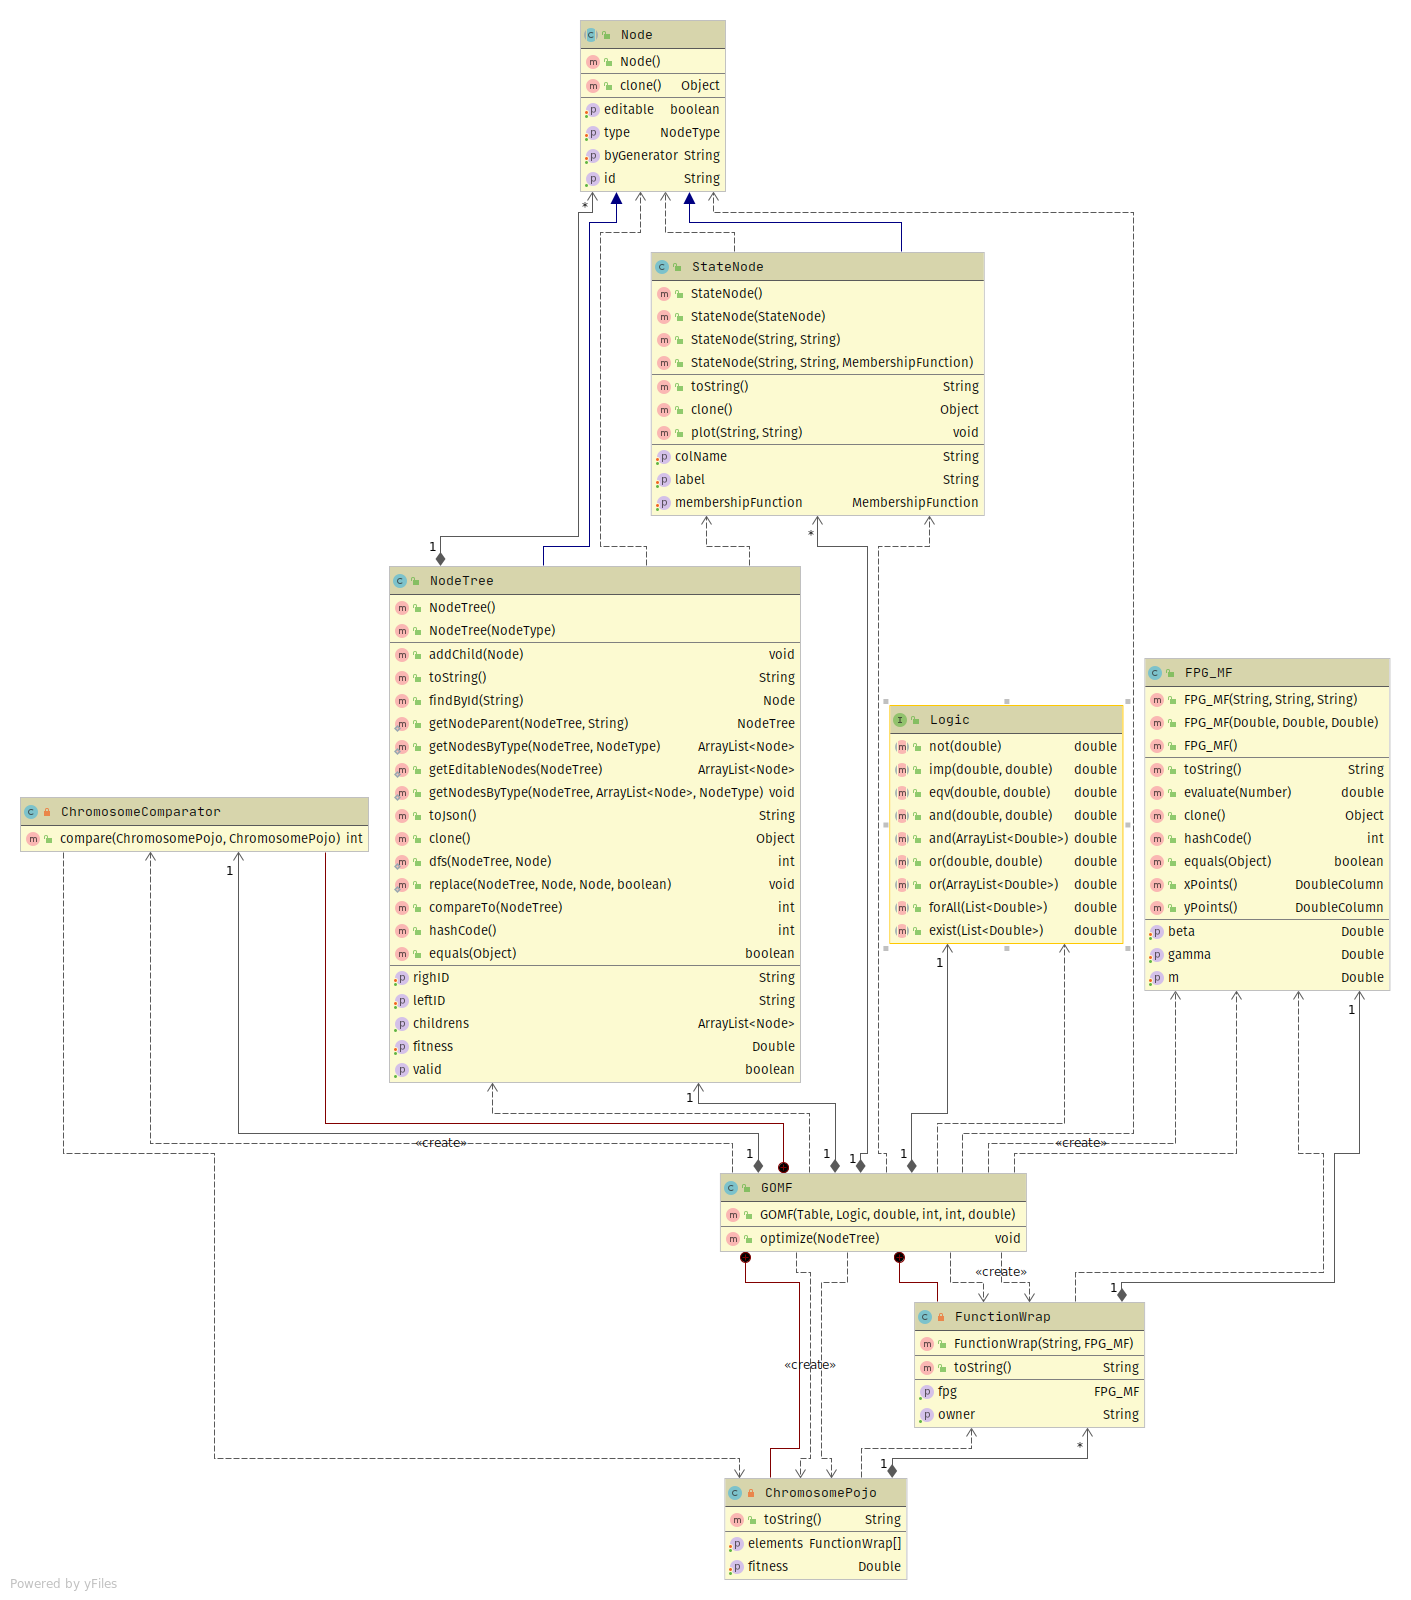 Node
Node()
clone() Object
editable boolean
type NodeType
byGenerator String
id String
*
StateNode
StateNode()
StateNode(StateNode)
StateNode(String, String)
StateNode(String, String, MembershipFunction)
toString() String
clone() Object
plot(String, String) void
colName String
label String
membershipFunction MembershipFunction
*
1
NodeTree
NodeTree()
NodeTree(NodeType)
addChild(Node) void
toString() String
findById(String) Node
getNodeParent(NodeTree, String) NodeTree
getNodesByType(NodeTree, NodeType) ArrayList<Node>
getEditableNodes(NodeTree) ArrayList<Node>
getNodesByType(NodeTree, ArrayList<Node>, NodeType) void
toJson() String
clone() Object
dfs(NodeTree, Node) int
replace(NodeTree, Node, Node, boolean) void
compareTo(NodeTree) int
hashCode() int
equals(Object) boolean
righID String
leftID String
childrens ArrayList<Node>
fitness Double
valid boolean
1
Logic
not(double) double
imp(double, double) double
eqv(double, double) double
and(double, double) double
and(ArrayList<Double>) double
or(double, double) double
or(ArrayList<Double>) double
forAll(List<Double>) double
exist(List<Double>) double
1
FPG_MF
FPG_MF(String, String, String)
FPG_MF(Double, Double, Double)
FPG_MF()
toString() String
evaluate(Number) double
clone() Object
hashCode() int
equals(Object) boolean
xPoints() DoubleColumn
yPoints() DoubleColumn
beta Double
gamma Double
m Double
1
ChromosomeComparator
compare(ChromosomePojo, ChromosomePojo) int
1
«create»
«create»
1
1
1
1
GOMF
GOMF(Table, Logic, double, int, int, double)
optimize(NodeTree) void
«create»
1
FunctionWrap
FunctionWrap(String, FPG_MF)
toString() String
fpg FPG_MF
owner String
«create»
*
1
ChromosomePojo
toString() String
elements FunctionWrap[]
fitness Double
Powered by yFiles